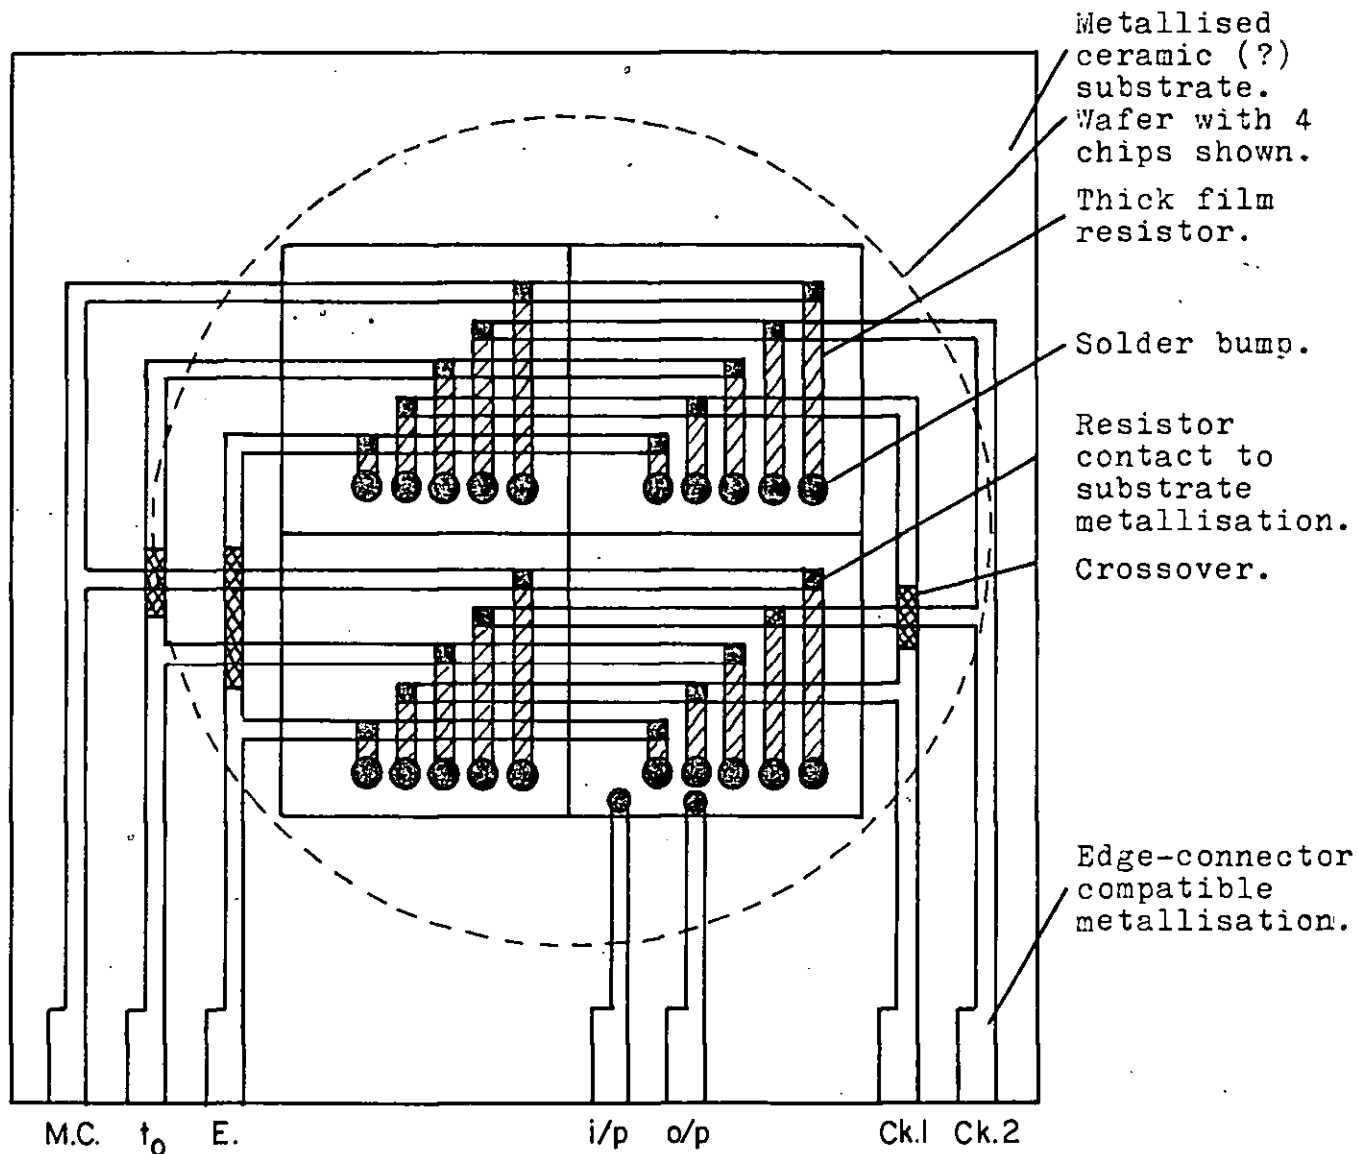 Metallised
ceramic (?)
substrate.
Wafer with 4
chips shown.
Thick film
resistor.
Solder bump.
Resistor
contact to
substrate
metallisation.
Crossover.
Edge-connector
compatible
metallisation.
M.C. t₀ E. i/p o/p Ck.1 Ck.2